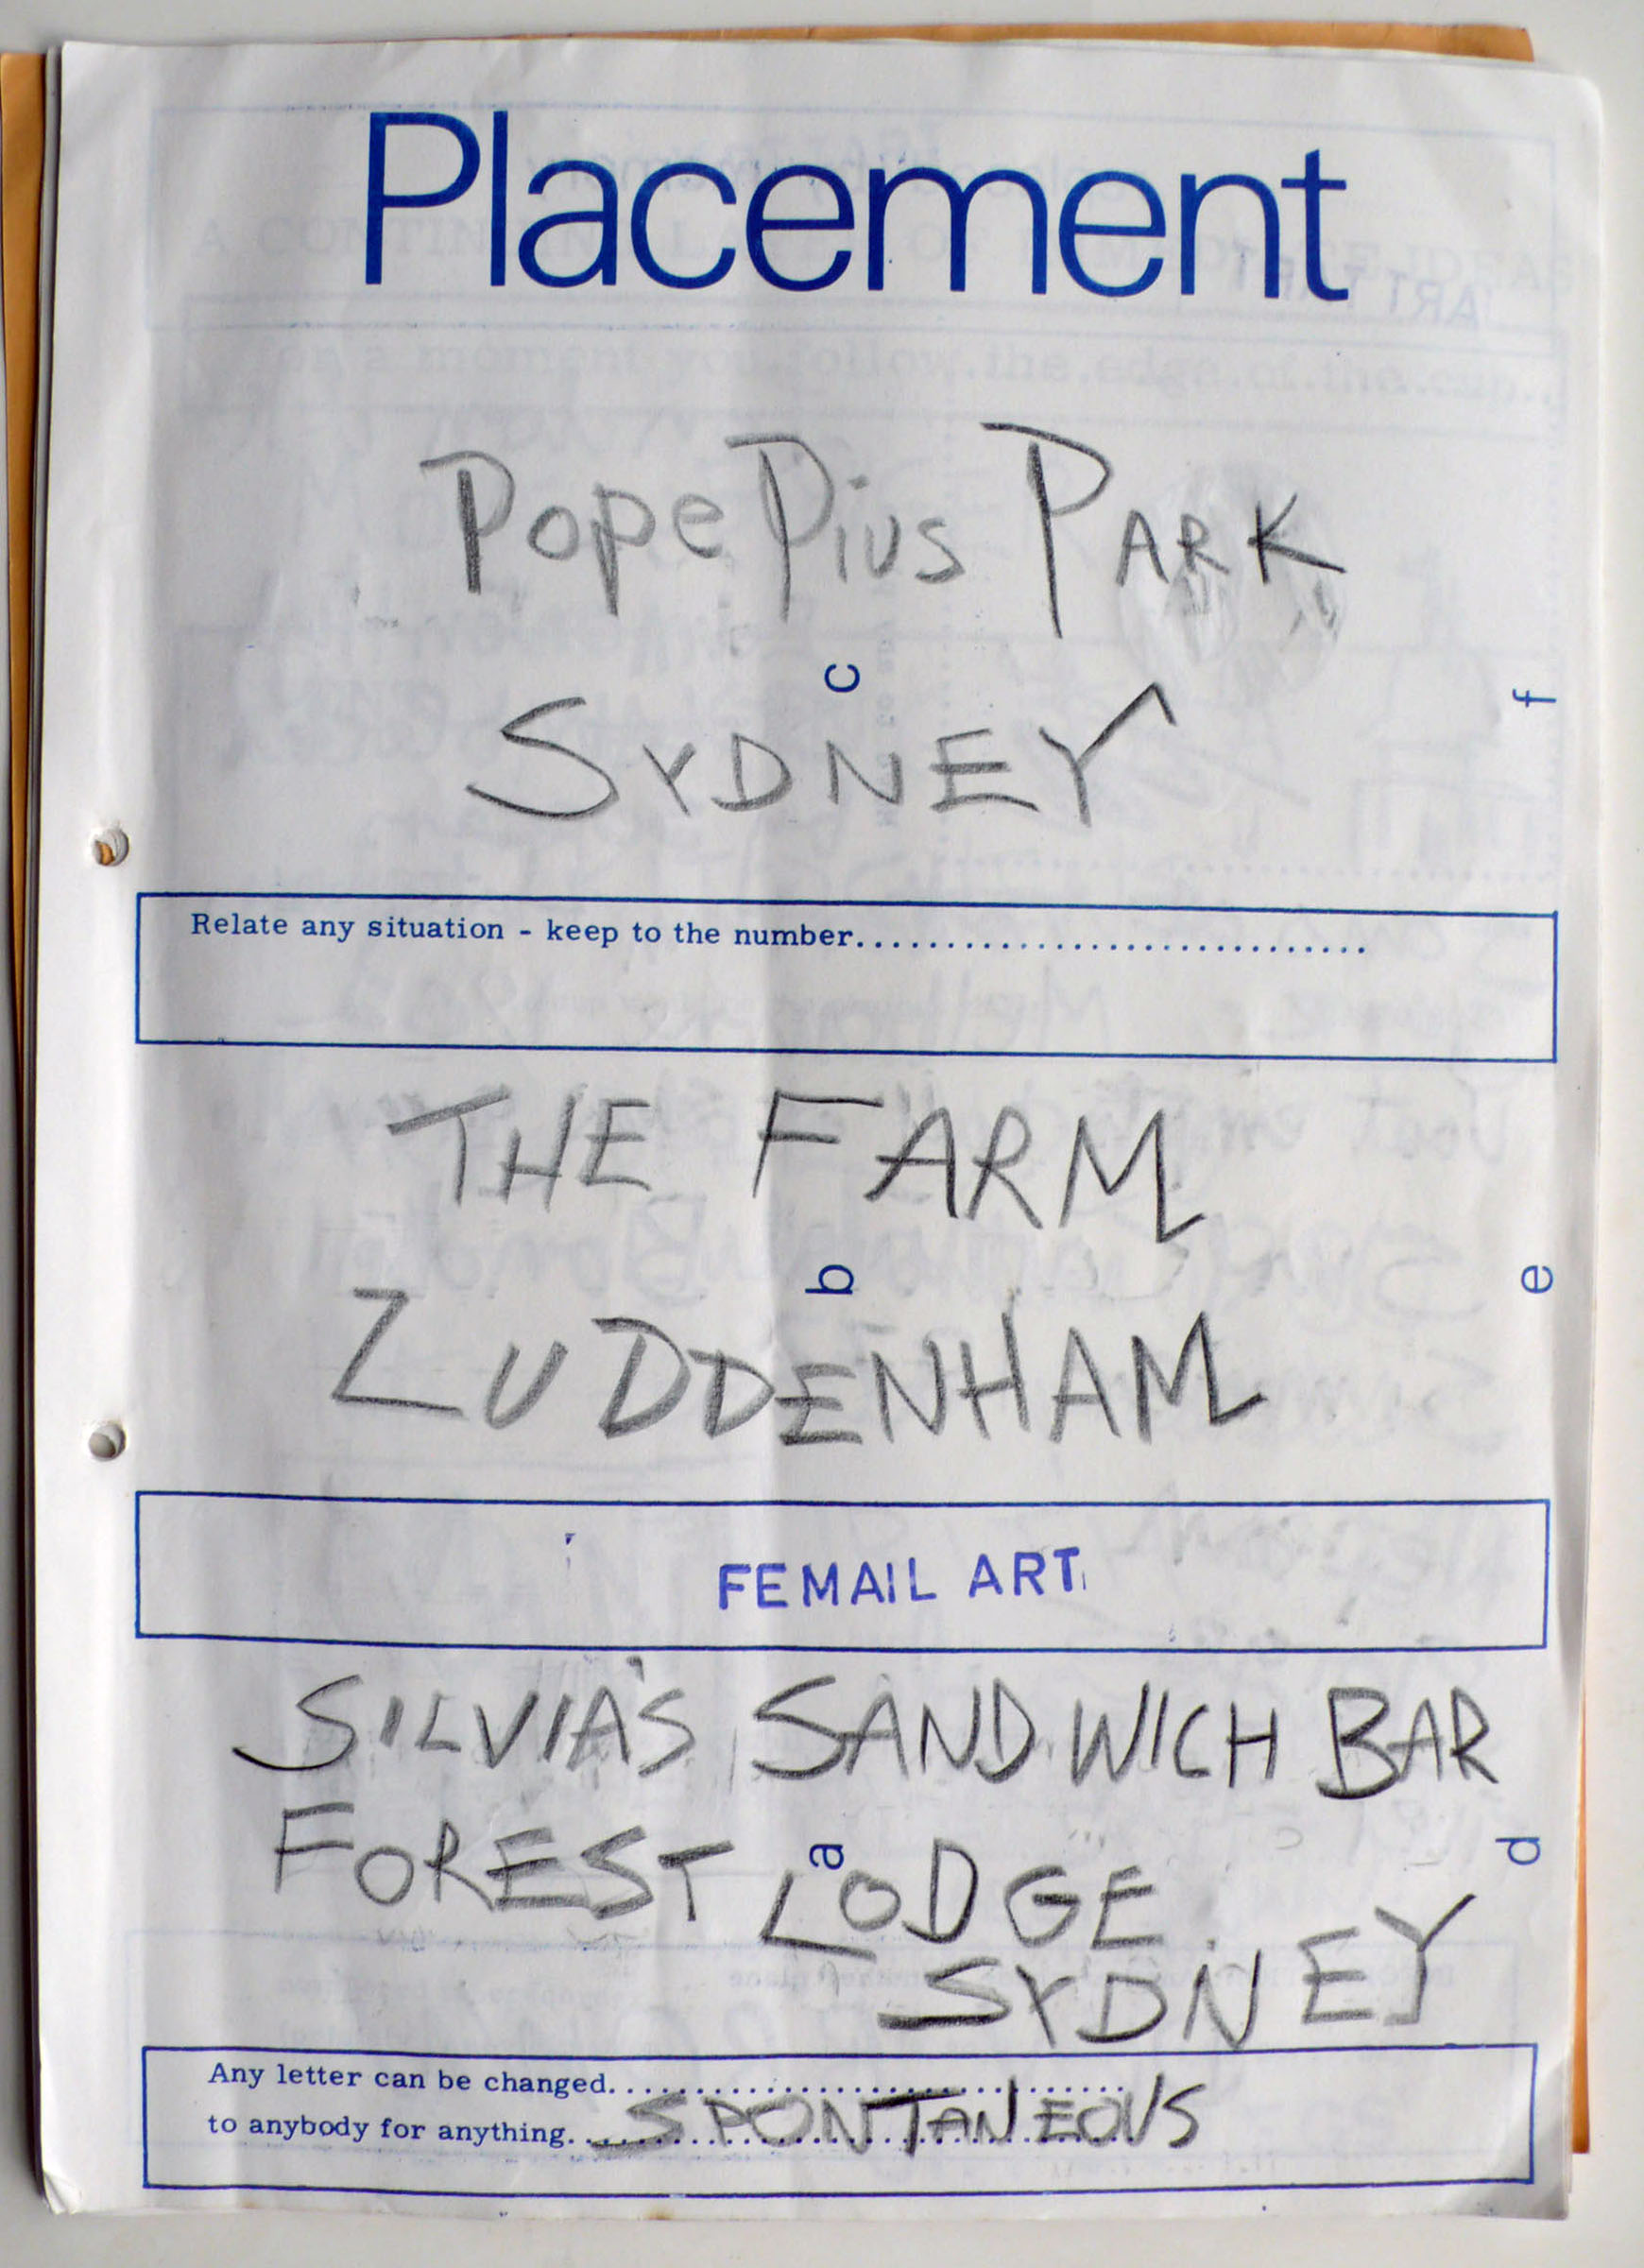 Placement
Pope Pius PARK
c
f
SYDNEY
Relate any situation - keep to the number..............................
THE FARM
b
e
LUDDENHAM
FEMAIL ART
SILVIA'S SANDWICH BAR
FOREST LODGE
a
d
SYDNEY
Any letter can be changed..............................
to anybody for anything..............................SPONTANEOUS